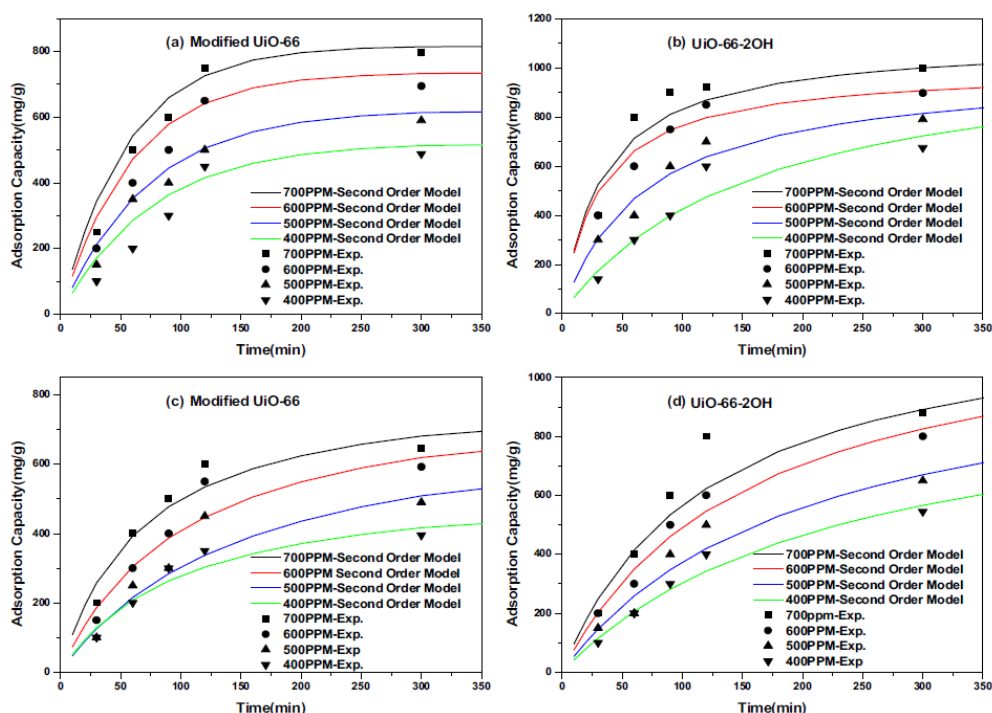 (a) Modified UiO-66
800
600
400
200
0
0 50 100 150 200 250 300 350
Adsorption Capacity(mg/g)
Time(min)
700PPM-Second Order Model
600PPM-Second Order Model
500PPM-Second Order Model
400PPM-Second Order Model
700PPM-Exp.
600PPM-Exp.
500PPM-Exp.
400PPM-Exp.
(b) UiO-66-2OH
1200
1000
800
600
400
200
0
0 50 100 150 200 250 300 350
Adsorption Capacity(mg/g)
Time(min)
700PPM-Second Order Model
600PPM-Second Order Model
500PPM-Second Order Model
400PPM-Second Order Model
700PPM-Exp.
600PPM-Exp.
500PPM-Exp.
400PPM-Exp.
(c) Modified UiO-66
800
600
400
200
0
0 50 100 150 200 250 300 350
Adsorption Capacity(mg/g)
Time(min)
700PPM-Second Order Model
600PPM-Second Order Model
500PPM-Second Order Model
400PPM-Second Order Model
700PPM-Exp.
600PPM-Exp.
500PPM-Exp
400PPM-Exp.
(d) UiO-66-2OH
1000
800
600
400
200
0
0 50 100 150 200 250 300 350
Adsorption Capacity(mg/g)
Time(min)
700PPM-Second Order Model
600PPM-Second Order Model
500PPM-Second Order Model
400PPM-Second Order Model
700ppm-Exp.
600PPM-Exp.
500PPM-Exp.
400PPM-Exp